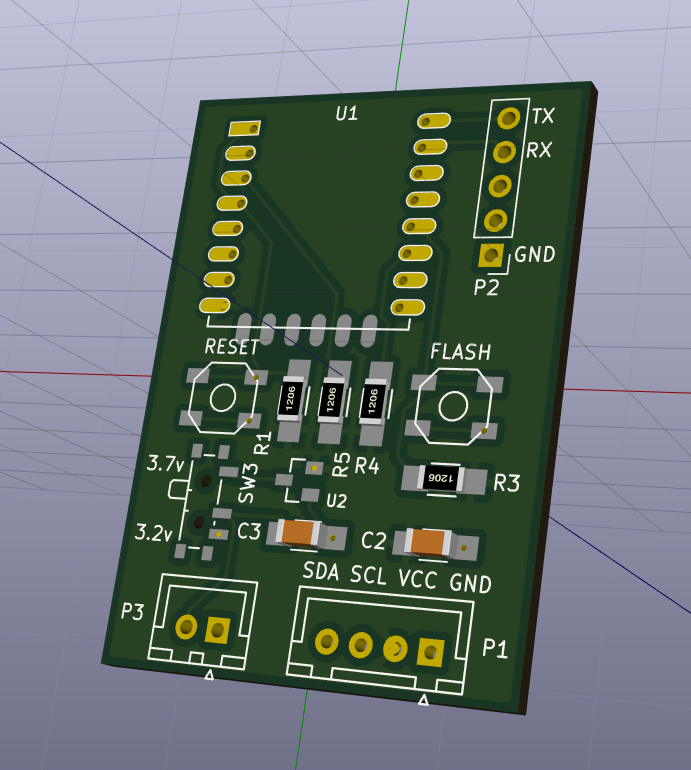 U1
TX
RX
GND
P2
RESET
FLASH
1206
1206
1206
R1
R5
R4
3.7v
SW3
1206
R3
U2
3.2v
C3
C2
SDA SCL VCC GND
P3
P1